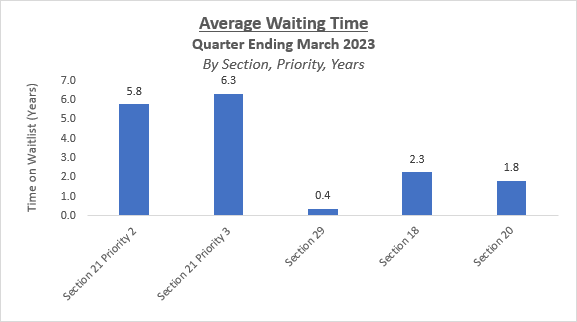 Average Waiting Time
Quarter Ending March 2023
By Section, Priority, Years
Time on Waitlist (Years)
7.0
6.0
5.0
4.0
3.0
2.0
1.0
0.0
5.8
6.3
0.4
2.3
1.8
Section 21 Priority 2
Section 21 Priority 3
Section 29
Section 18
Section 20